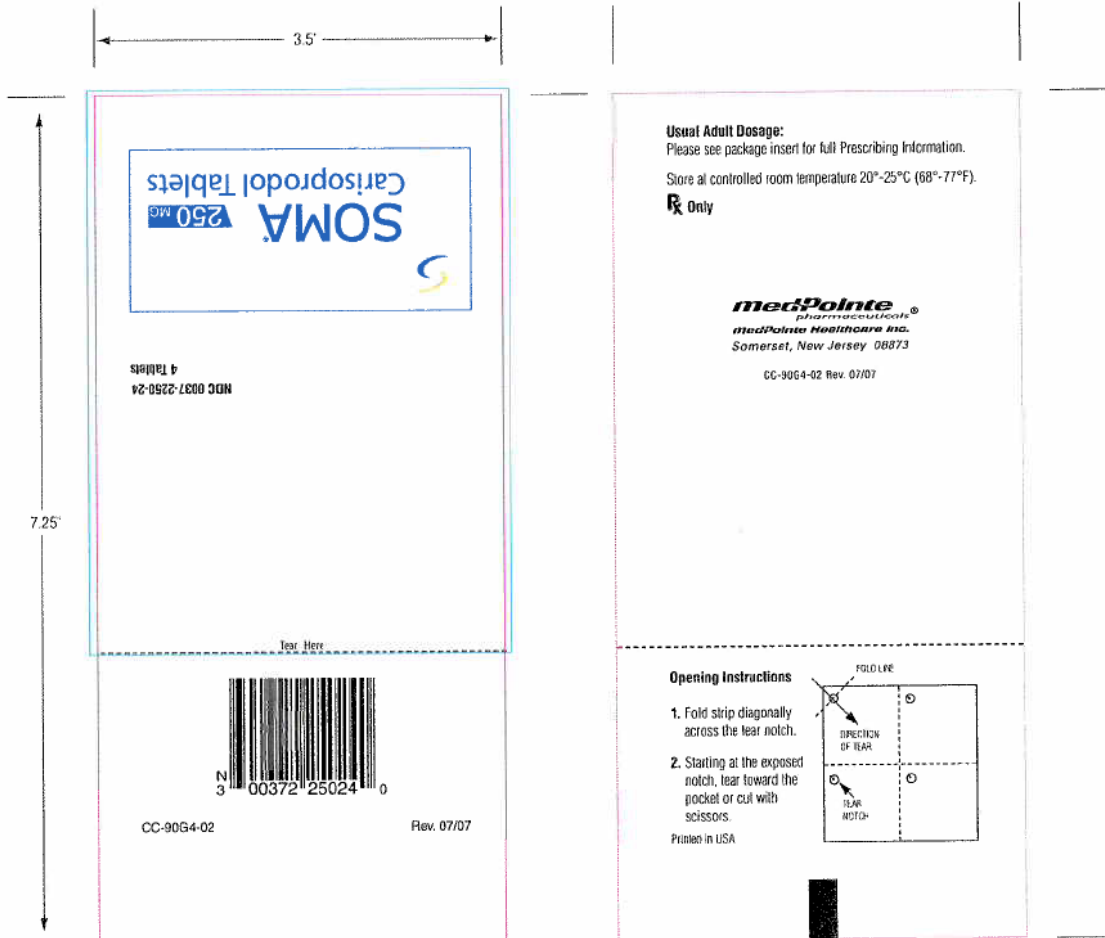 3.5'
7.25"
SOMA®
250 MG
Carisoprodol Tablets
NDC 0037-2250-24
4 Tablets
Tear Here
N
3 00372 25024 0
CC-90G4-02
Rev. 07/07
Usual Adult Dosage:
Please see package insert for full Prescribing Information.
Store at controlled room temperature 20°-25°C (68°-77°F).
Rx Only
medPointe®
pharmaceuticals
medPointe Healthcare Inc.
Somerset, New Jersey 08873
CC-90G4-02 Rev. 07/07
Opening Instructions
1. Fold strip diagonally
across the tear notch.
2. Starting at the exposed
notch, tear toward the
pocket or cut with
scissors.
Printed in USA
FOLD LINE
DIRECTION
OF TEAR
TEAR
NOTCH